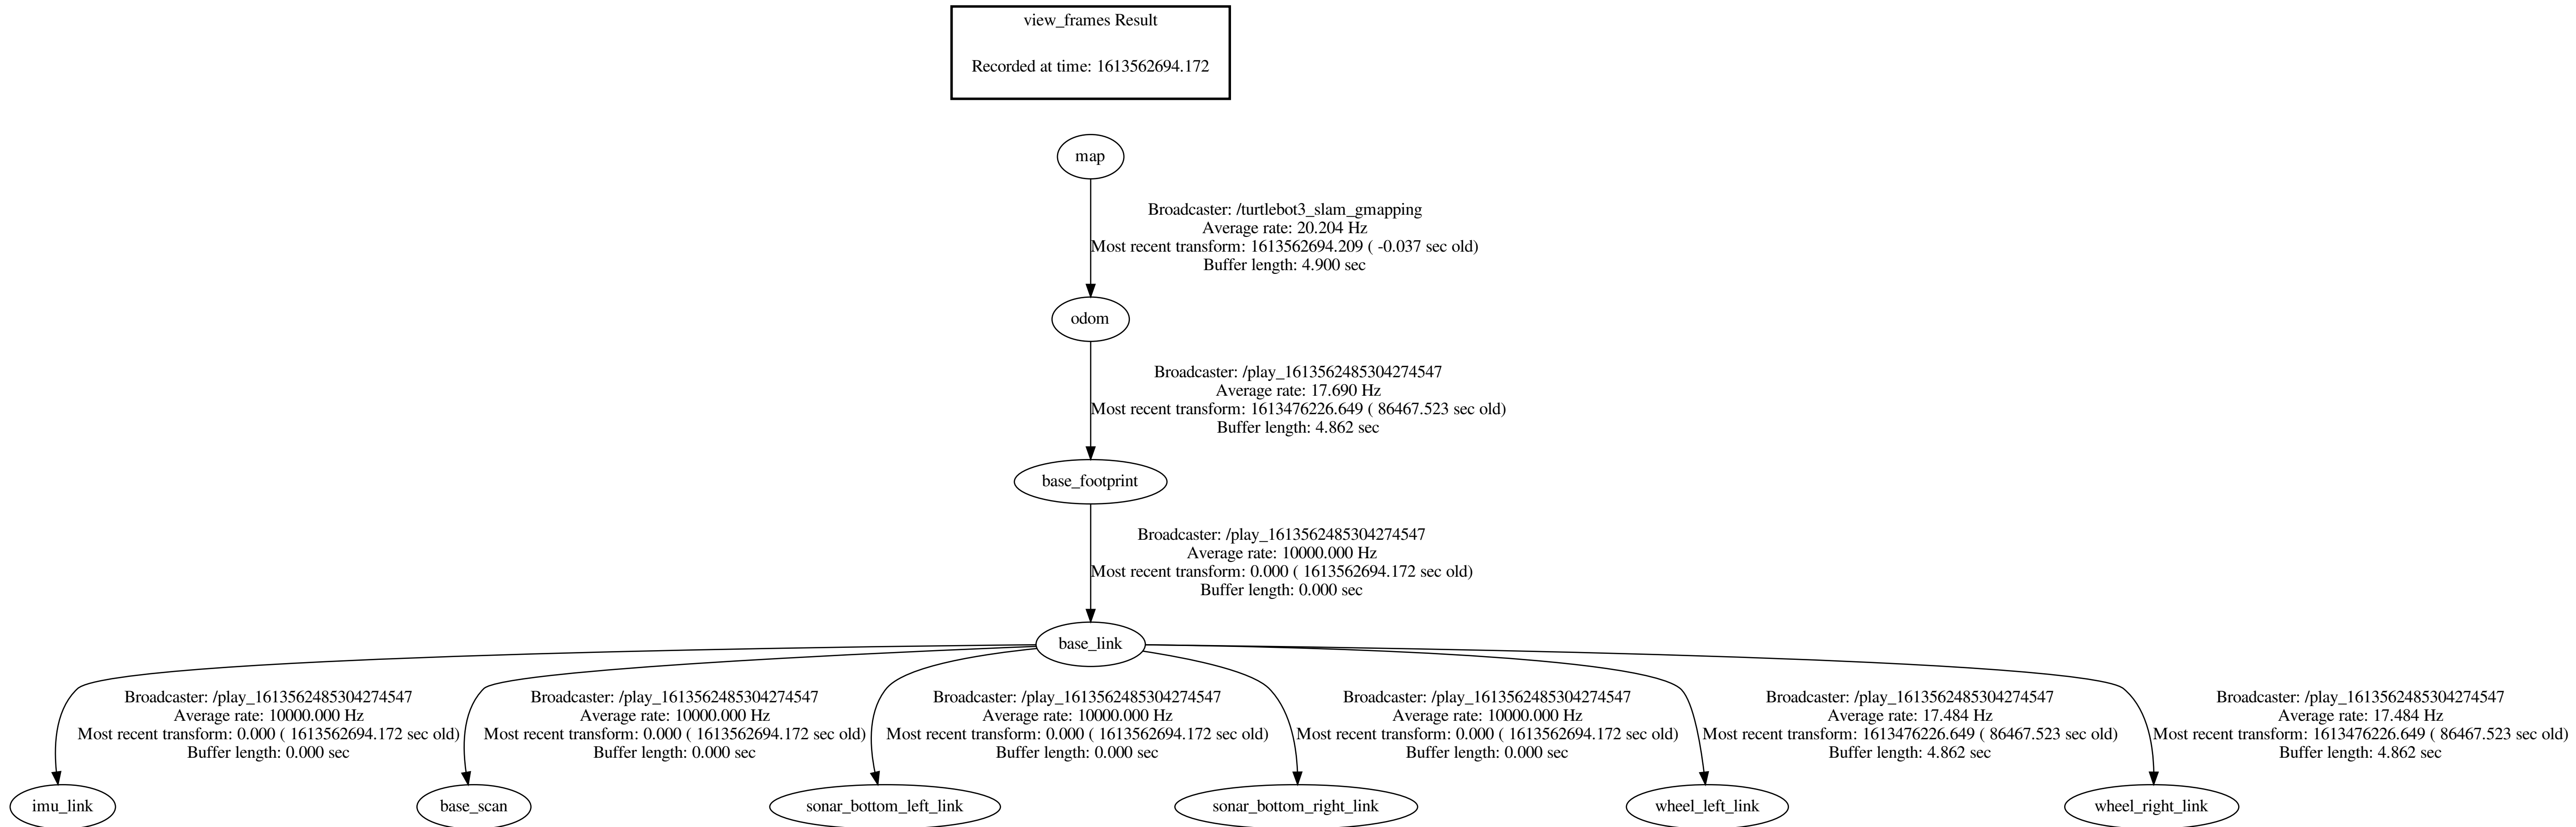 view_frames Result
Recorded at time: 1613562694.172
map
Broadcaster: /turtlebot3_slam_gmapping
Average rate: 20.204 Hz
Most recent transform: 1613562694.209 ( -0.037 sec old)
Buffer length: 4.900 sec
odom
Broadcaster: /play_1613562485304274547
Average rate: 17.690 Hz
Most recent transform: 1613476226.649 ( 86467.523 sec old)
Buffer length: 4.862 sec
base_footprint
Broadcaster: /play_1613562485304274547
Average rate: 10000.000 Hz
Most recent transform: 0.000 ( 1613562694.172 sec old)
Buffer length: 0.000 sec
base_link
Broadcaster: /play_1613562485304274547
Average rate: 10000.000 Hz
Most recent transform: 0.000 ( 1613562694.172 sec old)
Buffer length: 0.000 sec
Broadcaster: /play_1613562485304274547
Average rate: 10000.000 Hz
Most recent transform: 0.000 ( 1613562694.172 sec old)
Buffer length: 0.000 sec
Broadcaster: /play_1613562485304274547
Average rate: 10000.000 Hz
Most recent transform: 0.000 ( 1613562694.172 sec old)
Buffer length: 0.000 sec
Broadcaster: /play_1613562485304274547
Average rate: 10000.000 Hz
Most recent transform: 0.000 ( 1613562694.172 sec old)
Buffer length: 0.000 sec
Broadcaster: /play_1613562485304274547
Average rate: 17.484 Hz
Most recent transform: 1613476226.649 ( 86467.523 sec old)
Buffer length: 4.862 sec
Broadcaster: /play_1613562485304274547
Average rate: 17.484 Hz
Most recent transform: 1613476226.649 ( 86467.523 sec old)
Buffer length: 4.862 sec
imu_link
base_scan
sonar_bottom_left_link
sonar_bottom_right_link
wheel_left_link
wheel_right_link